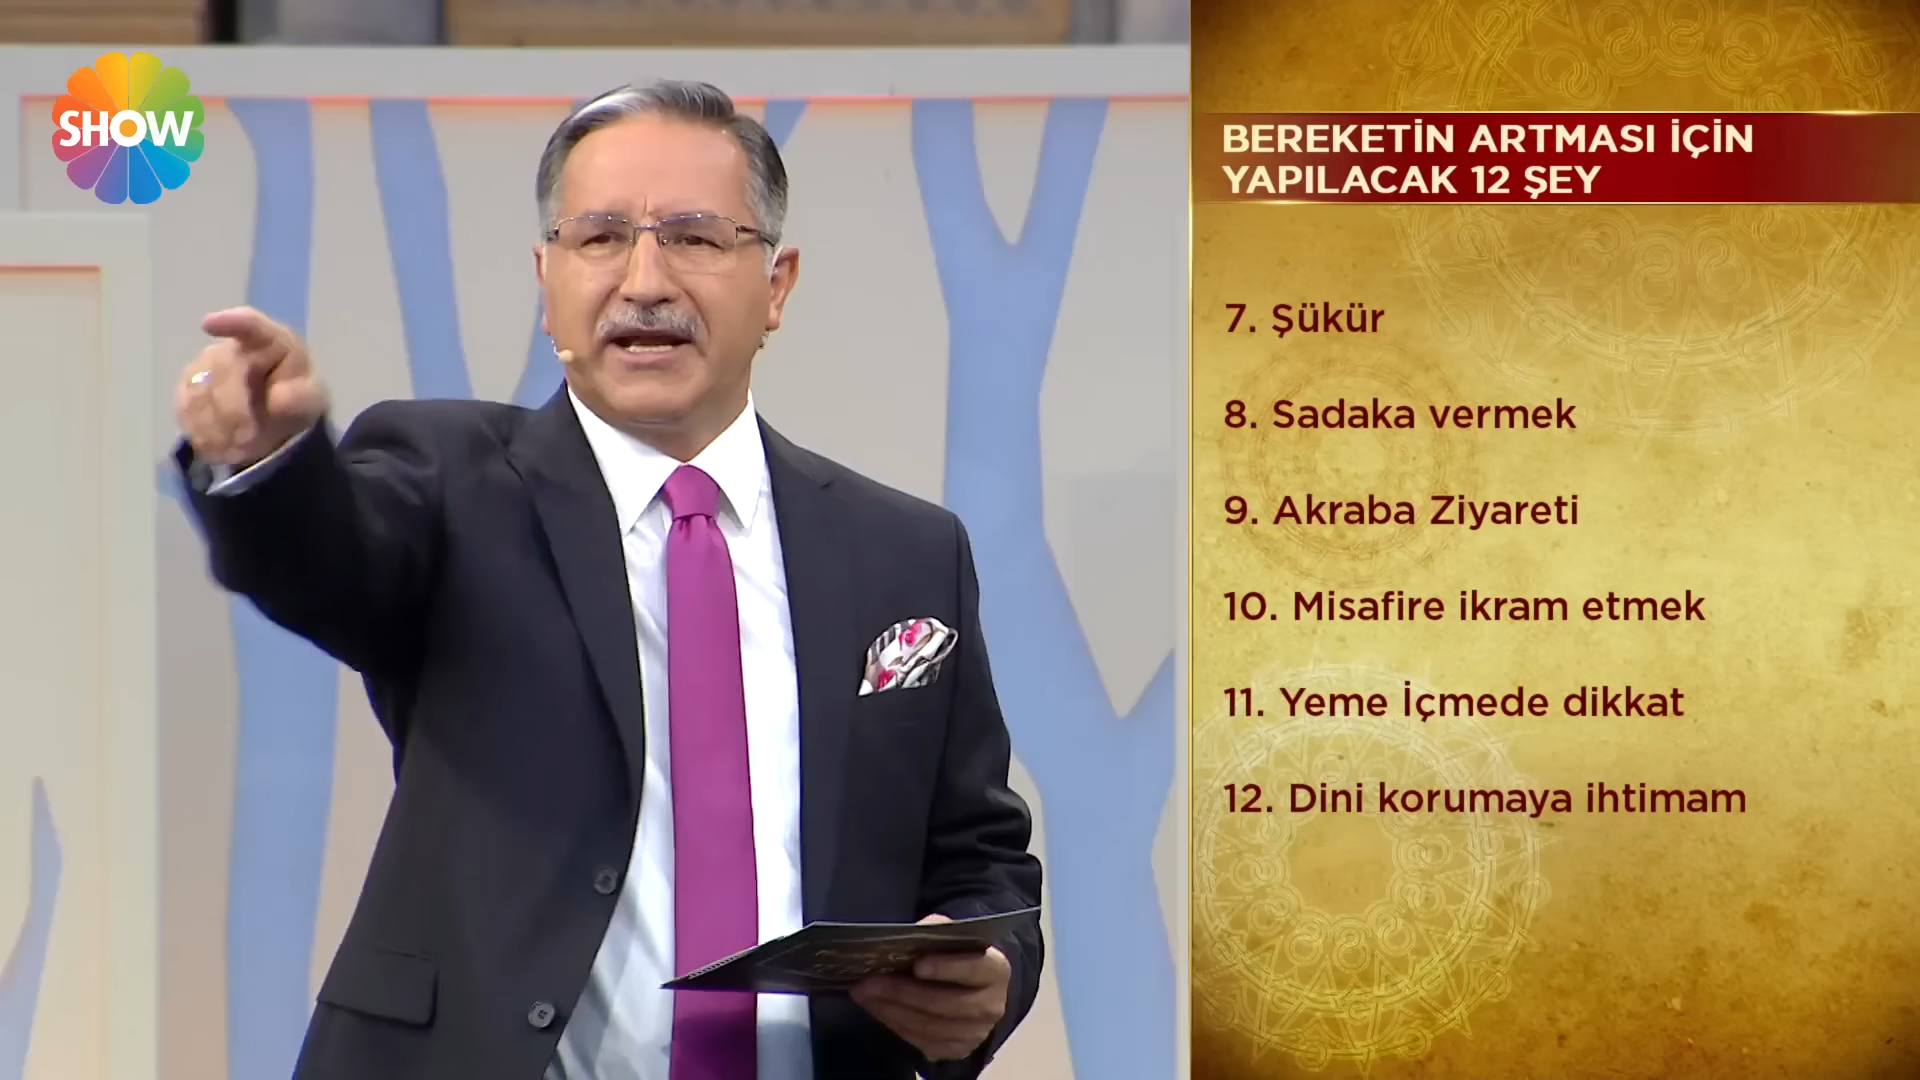 SHOW
BEREKETİN ARTMASI İÇİN
YAPILACAK 12 ŞEY
7. Şükür
8. Sadaka vermek
9. Akraba Ziyareti
10. Misafire ikram etmek
11. Yeme İçmede dikkat
12. Dini korumaya ihtimam